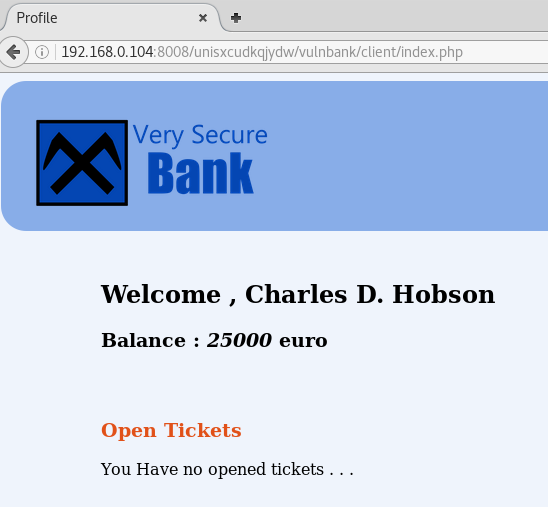 Profile
192.168.0.104:8008/unisxcudkqjydw/vulnbank/client/index.php
Very Secure
Bank
Welcome , Charles D. Hobson
Balance : 25000 euro
Open Tickets
You Have no opened tickets . . .